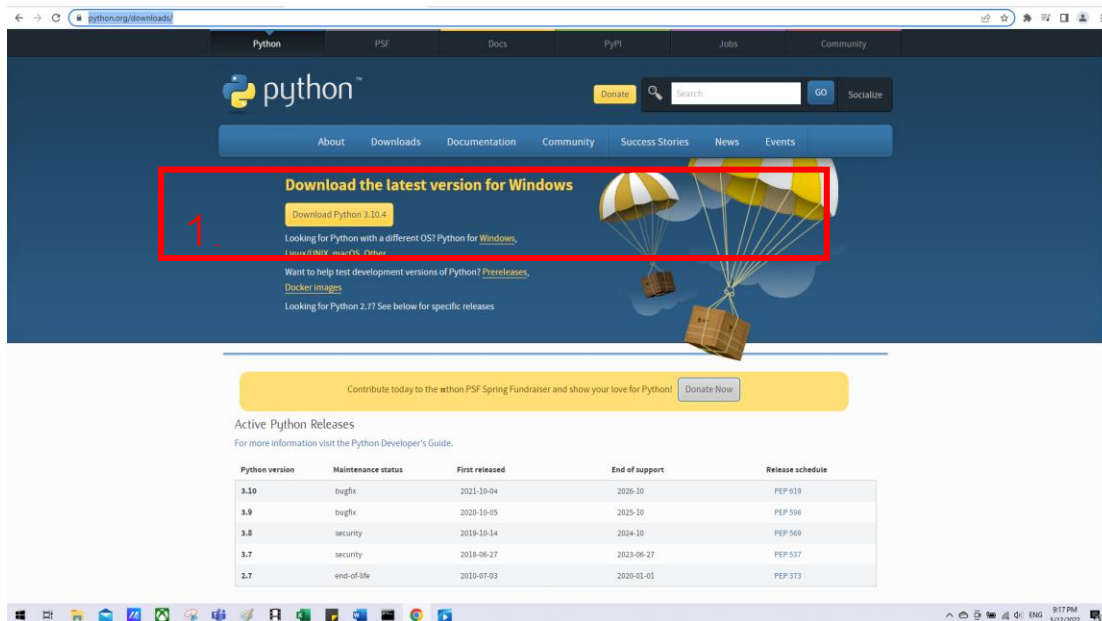 python.org/downloads/
Python PSF Docs PyPI Jobs Community
python™
Donate Search GO Socialize
About Downloads Documentation Community Success Stories News Events
1
Download the latest version for Windows
Download Python 3.10.4
Looking for Python with a different OS? Python for Windows,
Linux/UNIX, macOS, Other
Want to help test development versions of Python? Prereleases,
Docker images
Looking for Python 2.7? See below for specific releases
Contribute today to the python PSF Spring Fundraiser and show your love for Python! Donate Now
Active Python Releases
For more information visit the Python Developer's Guide.
Python version Maintenance status First released End of support Release schedule
3.10 bugfix 2021-10-04 2026-10 PEP 619
3.9 bugfix 2020-10-05 2025-10 PEP 596
3.8 security 2019-10-14 2024-10 PEP 569
3.7 security 2018-06-27 2023-06-27 PEP 537
2.7 end-of-life 2010-07-03 2020-01-01 PEP 373
ENG 9:17 PM
5/12/2022